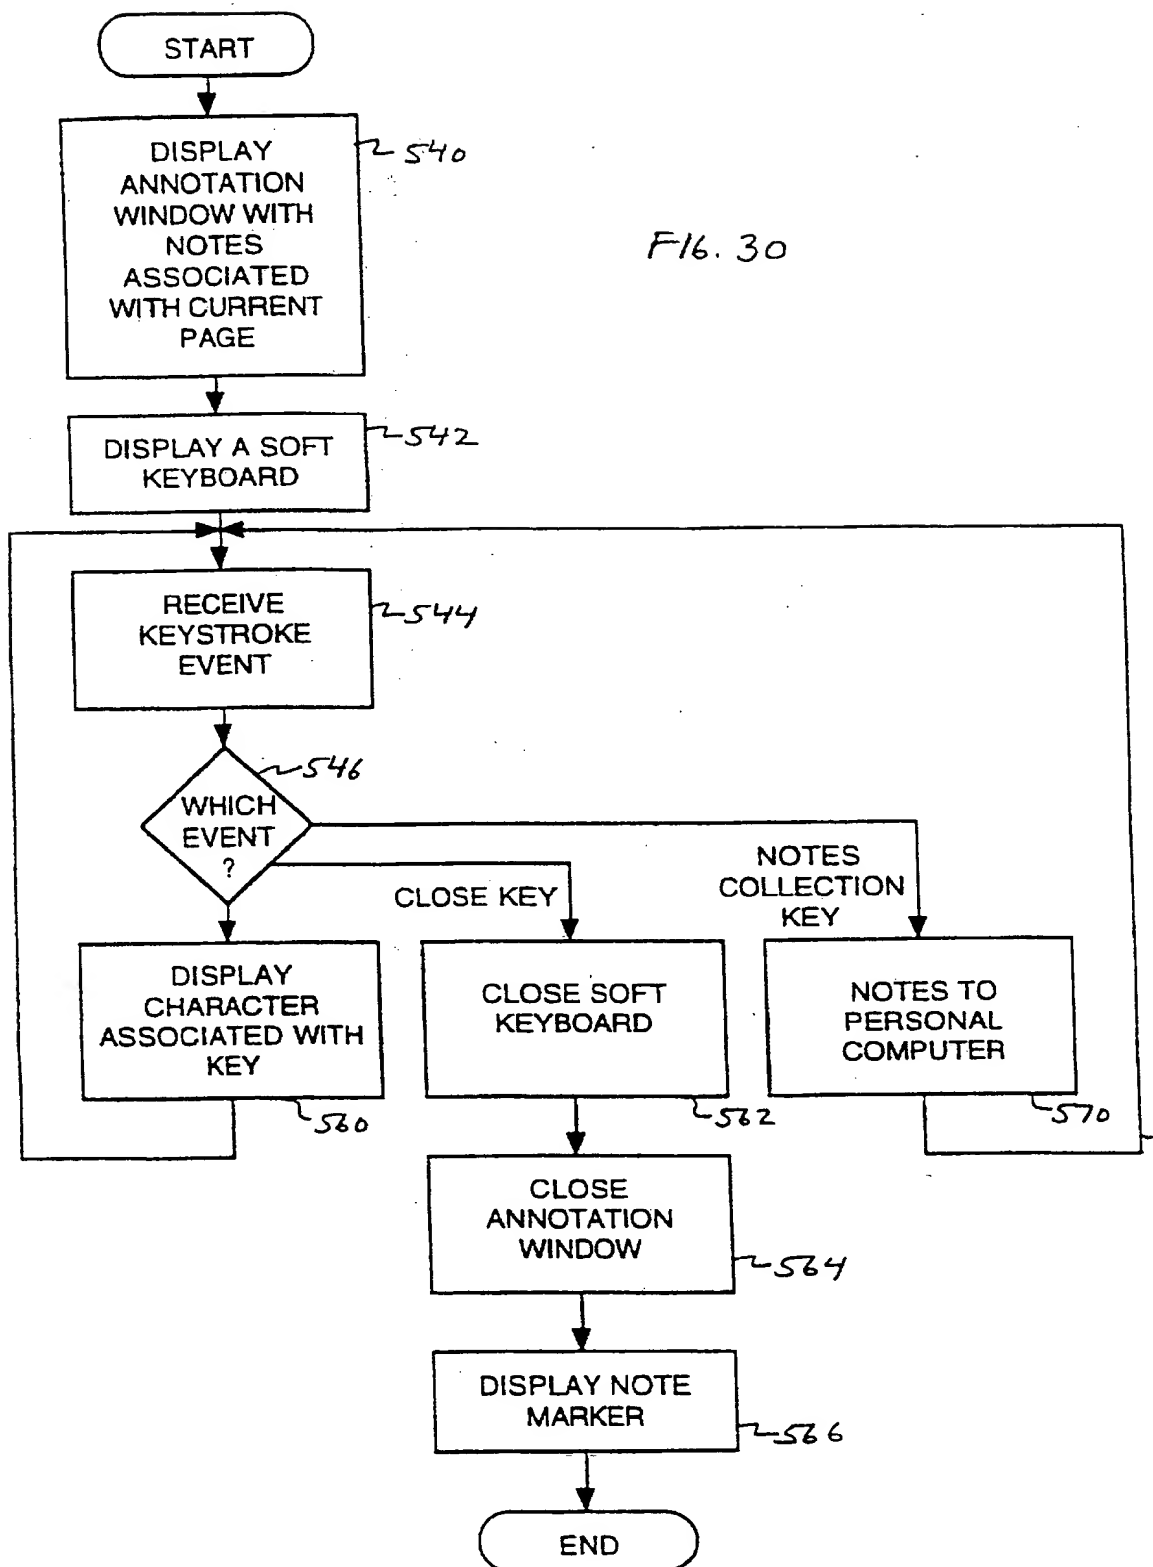 START
DISPLAY
ANNOTATION
WINDOW WITH
NOTES
ASSOCIATED
WITH CURRENT
PAGE
540
FIG. 30
DISPLAY A SOFT
KEYBOARD
542
RECEIVE
KEYSTROKE
EVENT
544
WHICH
EVENT
?
546
CLOSE KEY
NOTES
COLLECTION
KEY
DISPLAY
CHARACTER
ASSOCIATED WITH
KEY
560
CLOSE SOFT
KEYBOARD
562
NOTES TO
PERSONAL
COMPUTER
570
CLOSE
ANNOTATION
WINDOW
564
DISPLAY NOTE
MARKER
566
END